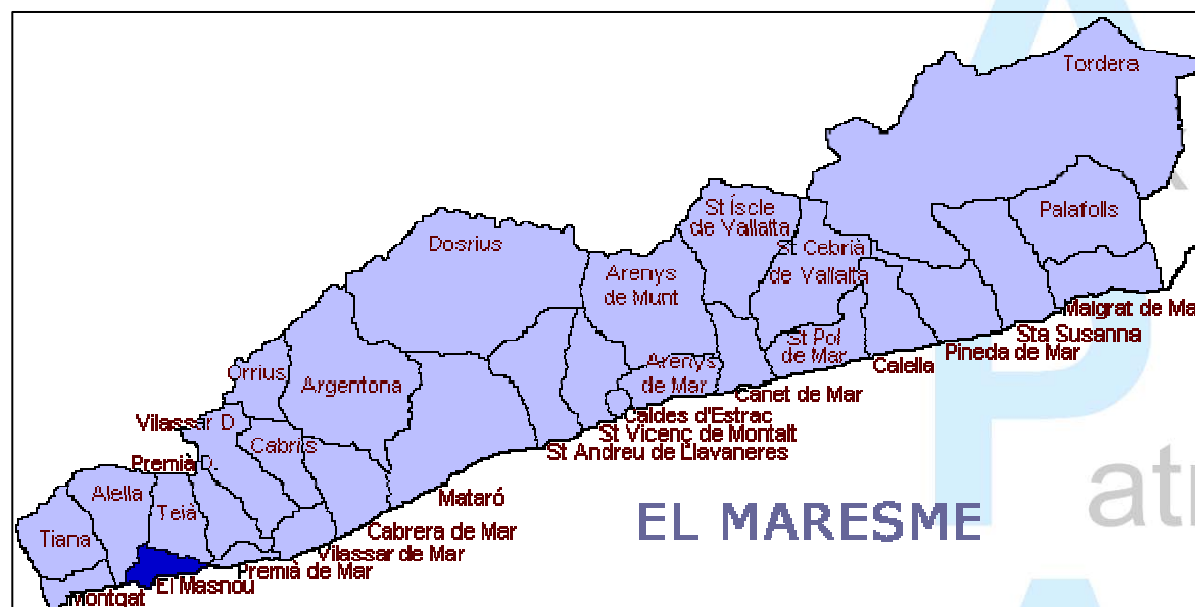 Tordera
Palafolls
St Íscle
de Vallalta
St Cebrià
de Vallalta
Dosrius
Arenys
de Munt
Malgrat de Ma
Sta Susanna
Pineda de Mar
St Pol
de Mar
Calella
Arenys
de Mar
Canet de Mar
Caldes d'Estrac
St Vicenç de Montalt
St Andreu de Llavaneres
Orrius
Argentona
Vilassar D
Cabrils
Premià D.
Mataró
Alella
Teià
Tiana
Cabrera de Mar
Vilassar de Mar
Premià de Mar
El Masnou
Montgat
EL MARESME
A
P
atr